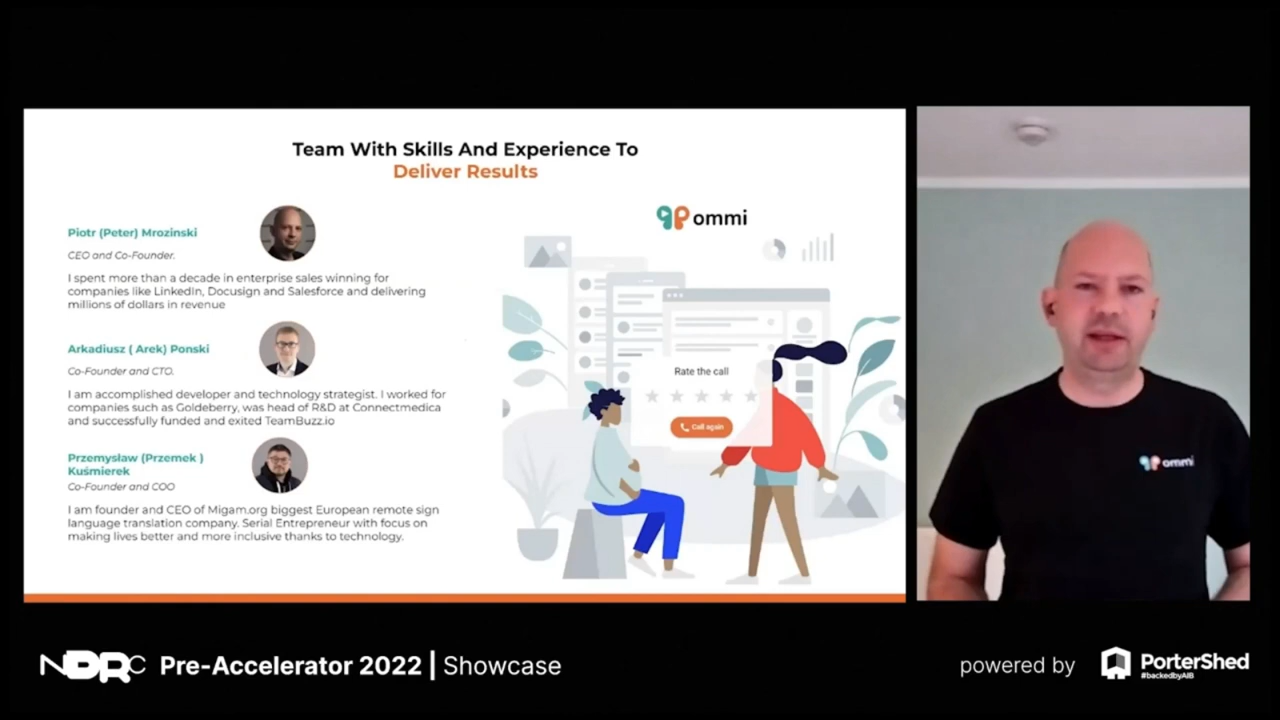 Team With Skills And Experience To
Deliver Results
Piotr (Peter) Mrozinski
CEO and Co-Founder.
I spent more than a decade in enterprise sales winning for
companies like LinkedIn, Docusign and Salesforce and delivering
millions of dollars in revenue
Arkadiusz ( Arek) Ponski
Co-Founder and CTO.
I am accomplished developer and technology strategist. I worked for
companies such as Goldeberry, was head of R&D at Connectmedica
and successfully funded and exited TeamBuzz.io
Przemysław (Przemek )
Kuśmierek
Co-Founder and COO
I am founder and CEO of Migam.org biggest European remote sign
language translation company. Serial Entrepreneur with focus on
making lives better and more inclusive thanks to technology.
ommi
Rate the call
Call again
ommi
NDRC Pre-Accelerator 2022 | Showcase
powered by
PorterShed
#backedbyAIB